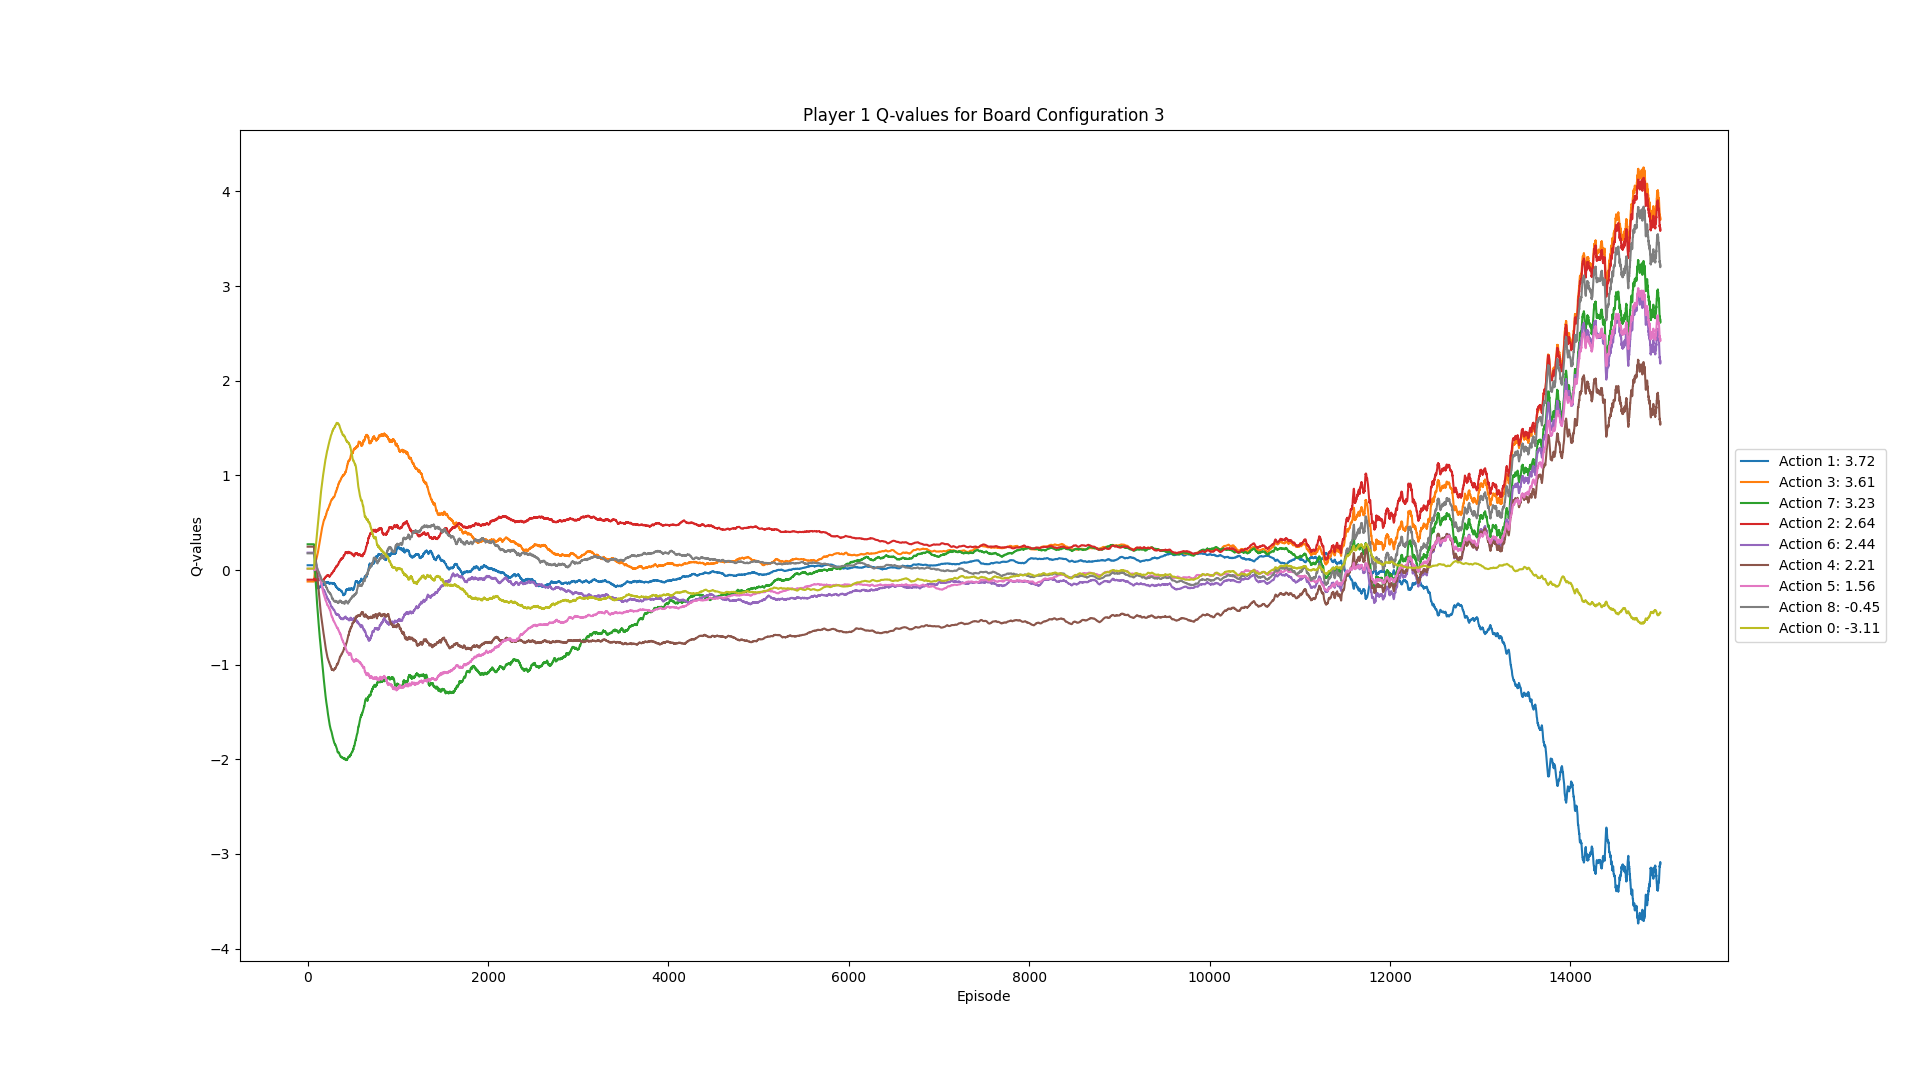 Player 1 Q-values for Board Configuration 3
Q-values
4
3
2
1
0
−1
−2
−3
−4
0 2000 4000 6000 8000 10000 12000 14000
Episode
Action 1: 3.72
Action 3: 3.61
Action 7: 3.23
Action 2: 2.64
Action 6: 2.44
Action 4: 2.21
Action 5: 1.56
Action 8: -0.45
Action 0: -3.11